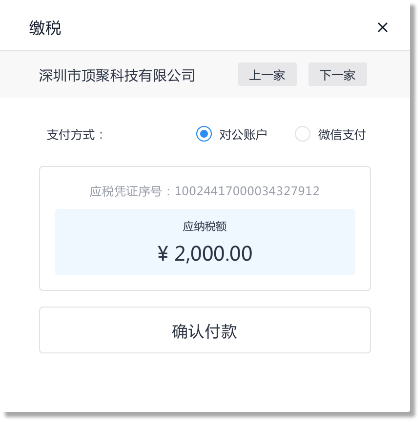 缴税
深圳市顶聚科技有限公司 上一家 下一家
支付方式： 对公账户 微信支付
应税凭证序号：10024417000034327912
应纳税额
¥ 2,000.00
确认付款